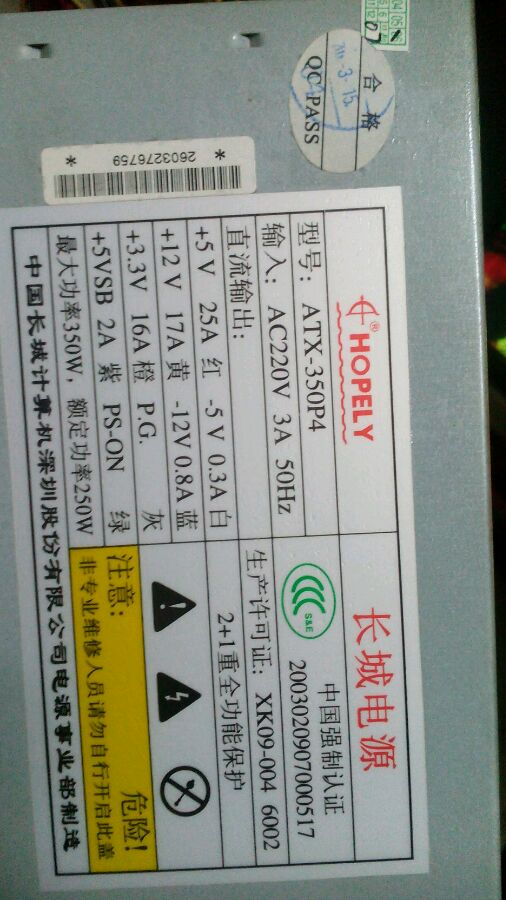 合格
QC PASS
04 05
07
* 2603276759 *
® HOPELY
长城电源
型号: ATX-350P4
输入: AC220V 3A 50Hz
直流输出:
+5V 25A 红 -5V 0.3A 白
+12V 17A 黄 -12V 0.8A 蓝
+3.3V 16A 橙 P.G. 灰
+5VSB 2A 紫 PS-ON 绿
最大功率350W, 额定功率250W
S&E
中国强制认证
2003020907000517
生产许可证: XK09-004 6002
2+1重全功能保护
注意: 危险!
非专业维修人员请勿自行开启此盖
中国长城计算机深圳股份有限公司电源事业部制造